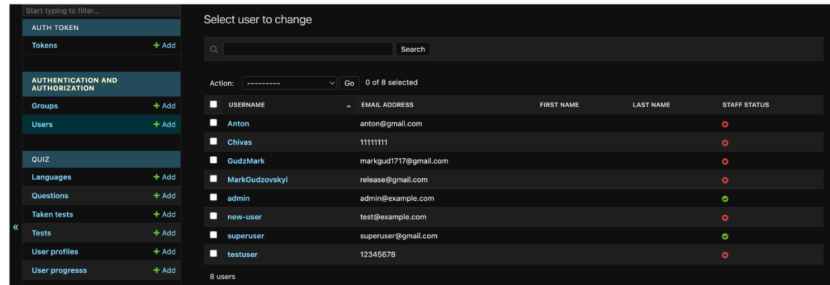 Start typing to filter...
AUTH TOKEN
Tokens + Add
AUTHENTICATION AND
AUTHORIZATION
Groups + Add
Users + Add
QUIZ
Languages + Add
Questions + Add
Taken tests + Add
Tests + Add
User profiles + Add
User progresss + Add
«
Select user to change
Search
Action: --------- Go 0 of 8 selected
USERNAME EMAIL ADDRESS FIRST NAME LAST NAME STAFF STATUS
Anton anton@gmail.com
Chivas 11111111
GudzMark markgud1717@gmail.com
MarkGudzovskyi release@gmail.com
admin admin@example.com
new-user test@example.com
superuser superuser@gmail.com
testuser 12345678
8 users